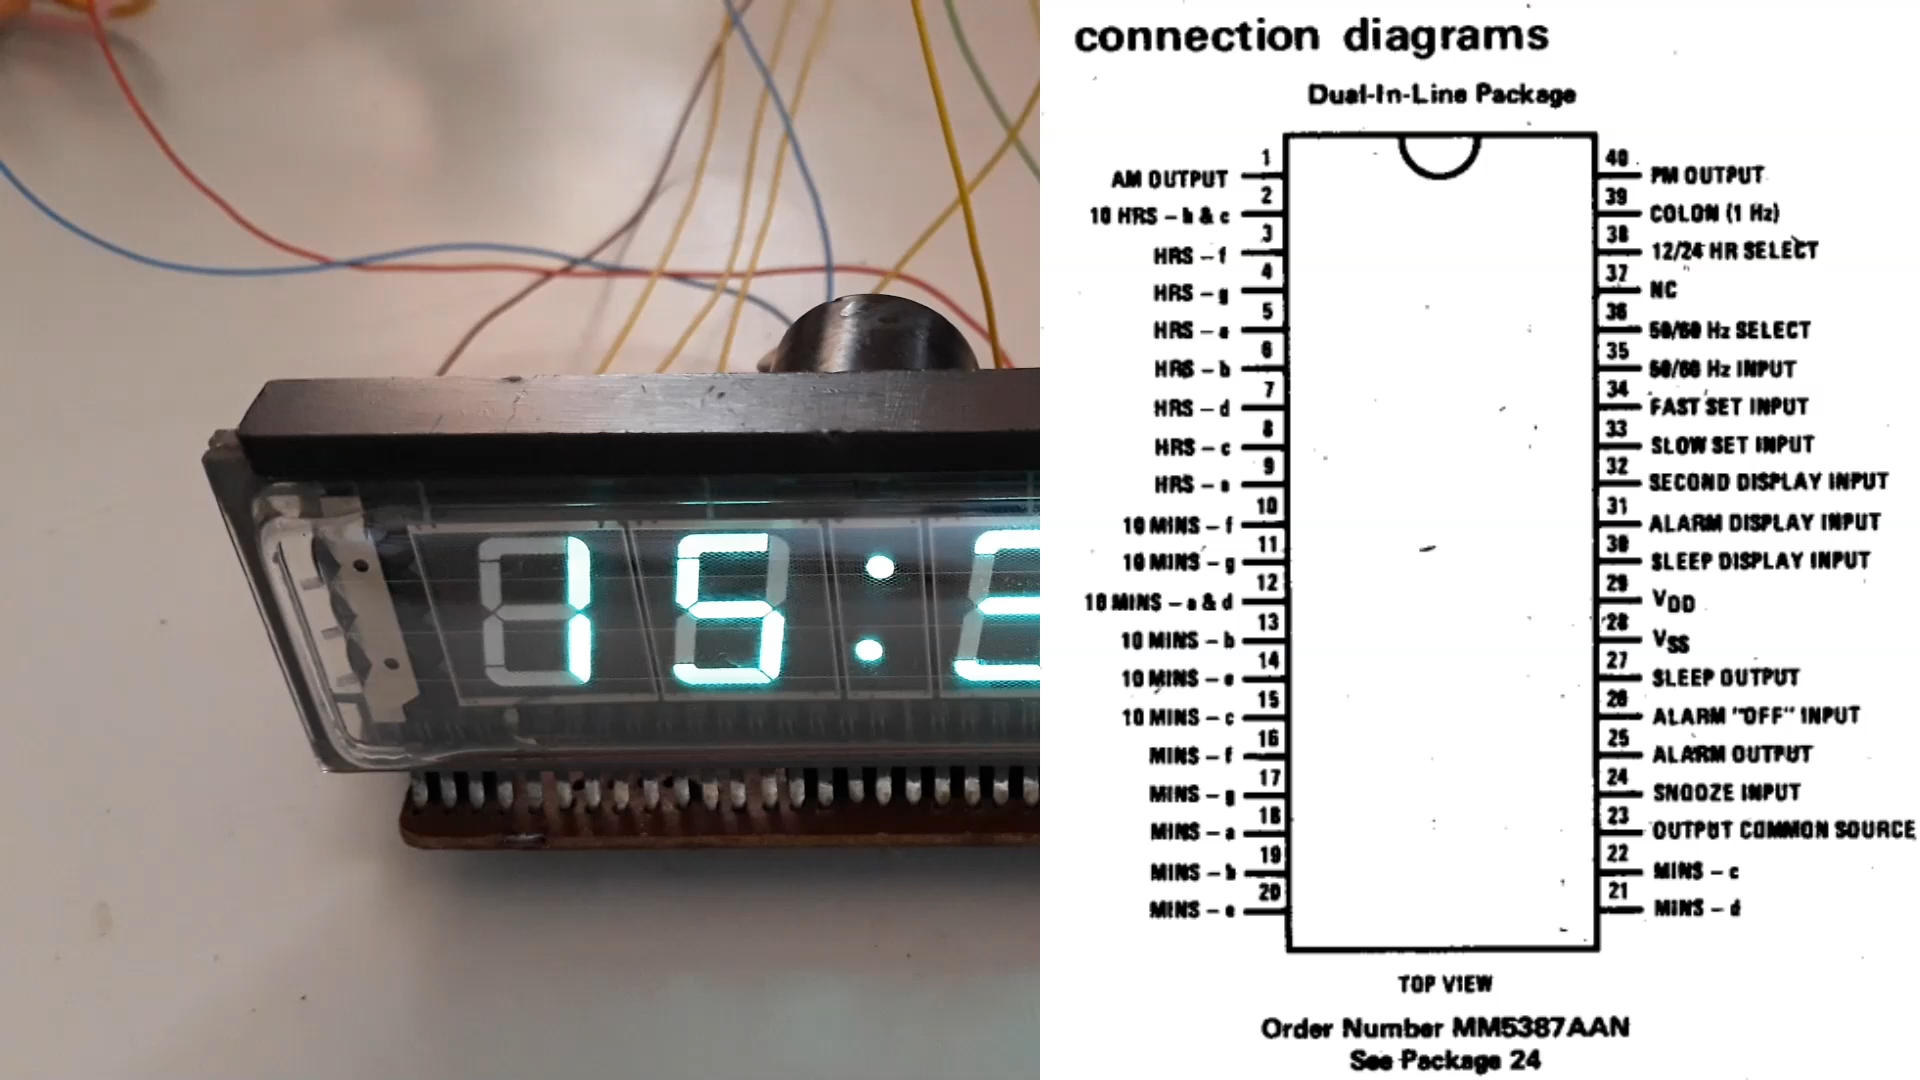 15:
connection diagrams
Dual-In-Line Package
1 AM OUTPUT
2 10 HRS – b & c
3 HRS – f
4 HRS – g
5 HRS – e
6 HRS – b
7 HRS – d
8 HRS – c
9 HRS – a
10 10 MINS – f
11 10 MINS – g
12 10 MINS – a & d
13 10 MINS – b
14 10 MINS – e
15 10 MINS – c
16 MINS – f
17 MINS – g
18 MINS – a
19 MINS – b
20 MINS – e
40 PM OUTPUT
39 COLON (1 Hz)
38 12/24 HR SELECT
37 NC
36 50/60 Hz SELECT
35 50/60 Hz INPUT
34 FAST SET INPUT
33 SLOW SET INPUT
32 SECOND DISPLAY INPUT
31 ALARM DISPLAY INPUT
30 SLEEP DISPLAY INPUT
29 VDD
28 VSS
27 SLEEP OUTPUT
26 ALARM "OFF" INPUT
25 ALARM OUTPUT
24 SNOOZE INPUT
23 OUTPUT COMMON SOURCE
22 MINS – c
21 MINS – d
TOP VIEW
Order Number MM5387AAN
See Package 24